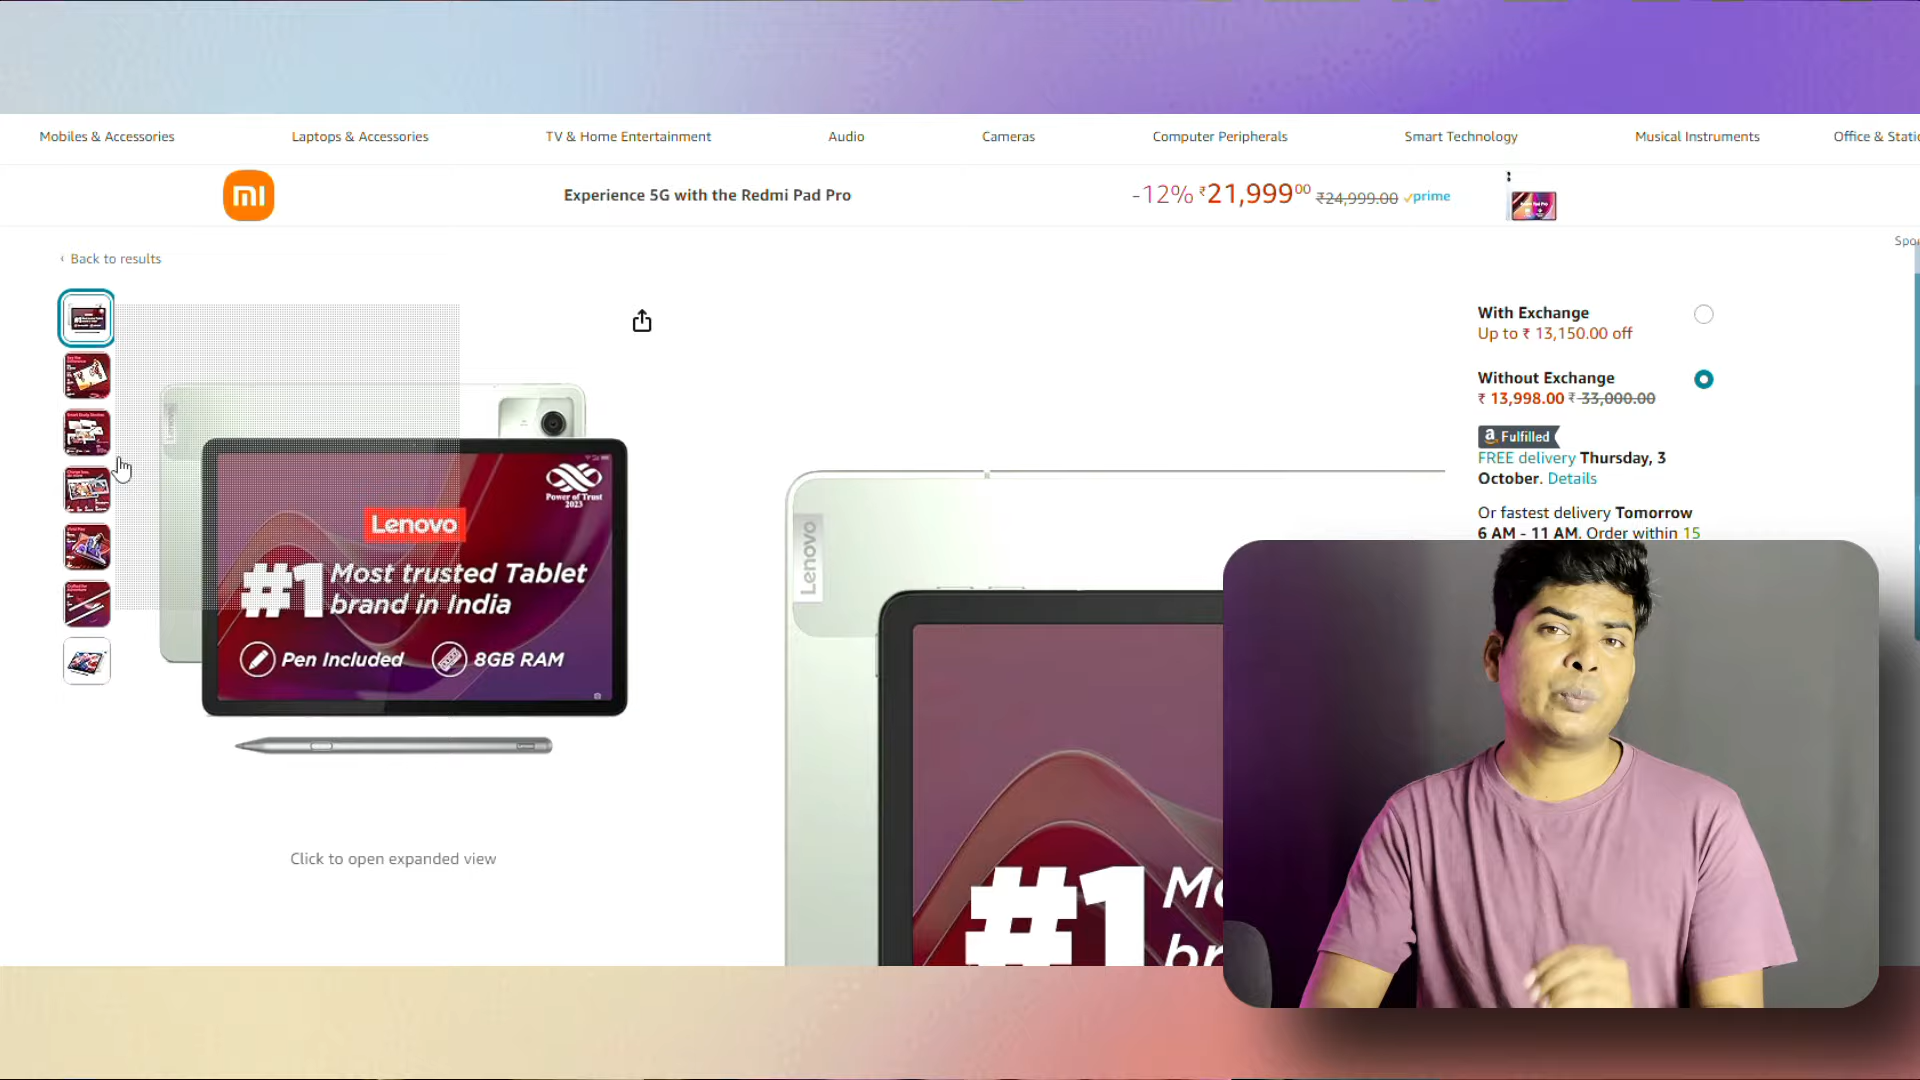 Mobiles & Accessories Laptops & Accessories TV & Home Entertainment Audio Cameras Computer Peripherals Smart Technology Musical Instruments Office &
mi Experience 5G with the Redmi Pad Pro -12% ₹21,999⁰⁰ ₹24,999.00 prime
‹ Back to results
With Exchange
Up to ₹ 13,150.00 off
Without Exchange
₹ 13,998.00 ₹ 33,000.00
a Fulfilled
FREE delivery Thursday, 3
October. Details
Or fastest delivery Tomorrow
6 AM - 11 AM. Order within 15
Lenovo
Power of Trust
2023
Lenovo
#1 Most trusted Tablet
brand in India
Pen Included 8GB RAM
Click to open expanded view
Lenovo
#1